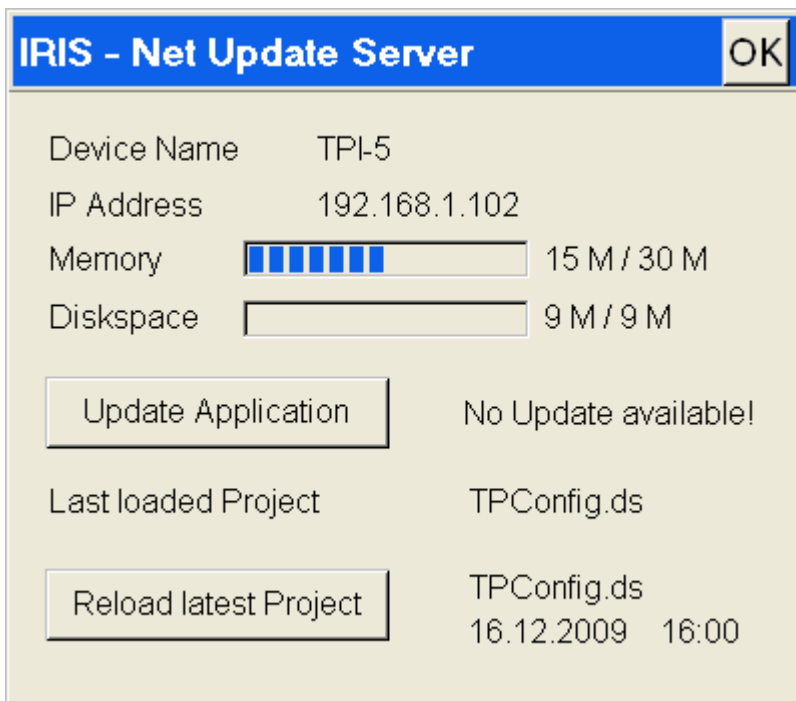 IRIS - Net Update Server OK
Device Name TPI-5
IP Address 192.168.1.102
Memory 15 M / 30 M
Diskspace 9 M / 9 M
Update Application No Update available!
Last loaded Project TPConfig.ds
Reload latest Project TPConfig.ds
16.12.2009 16:00